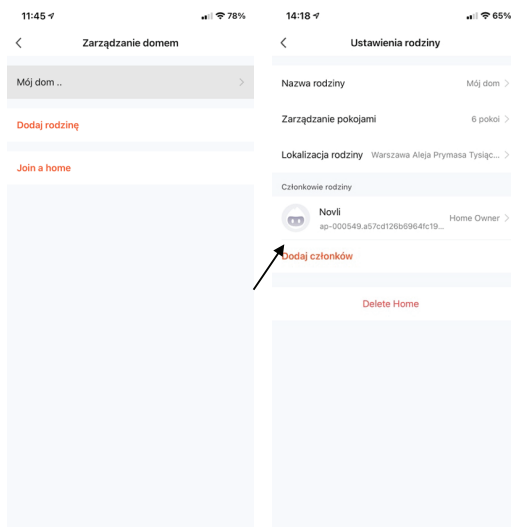 11:45
78%
Zarządzanie domem
Mój dom ..
Dodaj rodzinę
Join a home
14:18
65%
Ustawienia rodziny
Nazwa rodziny Mój dom
Zarządzanie pokojami 6 pokoi
Lokalizacja rodziny Warszawa Aleja Prymasa Tysiąc...
Członkowie rodziny
Novli
ap-000549.a57cd126b6964fc19...
Home Owner
Dodaj członków
Delete Home